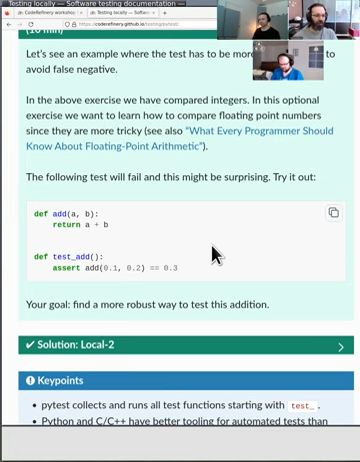 Testing locally — Software testing documentation —
CodeRefinery worksho
Testing locally — Softwar
https://coderefinery.github.io/testing/pytest/
(10 min)
Let's see an example where the test has to be more to
avoid false negative.
In the above exercise we have compared integers. In this optional
exercise we want to learn how to compare floating point numbers
since they are more tricky (see also "What Every Programmer Should
Know About Floating-Point Arithmetic").
The following test will fail and this might be surprising. Try it out:
def add(a, b):
return a + b
def test_add():
assert add(0.1, 0.2) == 0.3
Your goal: find a more robust way to test this addition.
✔ Solution: Local-2
Keypoints
• pytest collects and runs all test functions starting with test_ .
• Python and C/C++ have better tooling for automated tests than